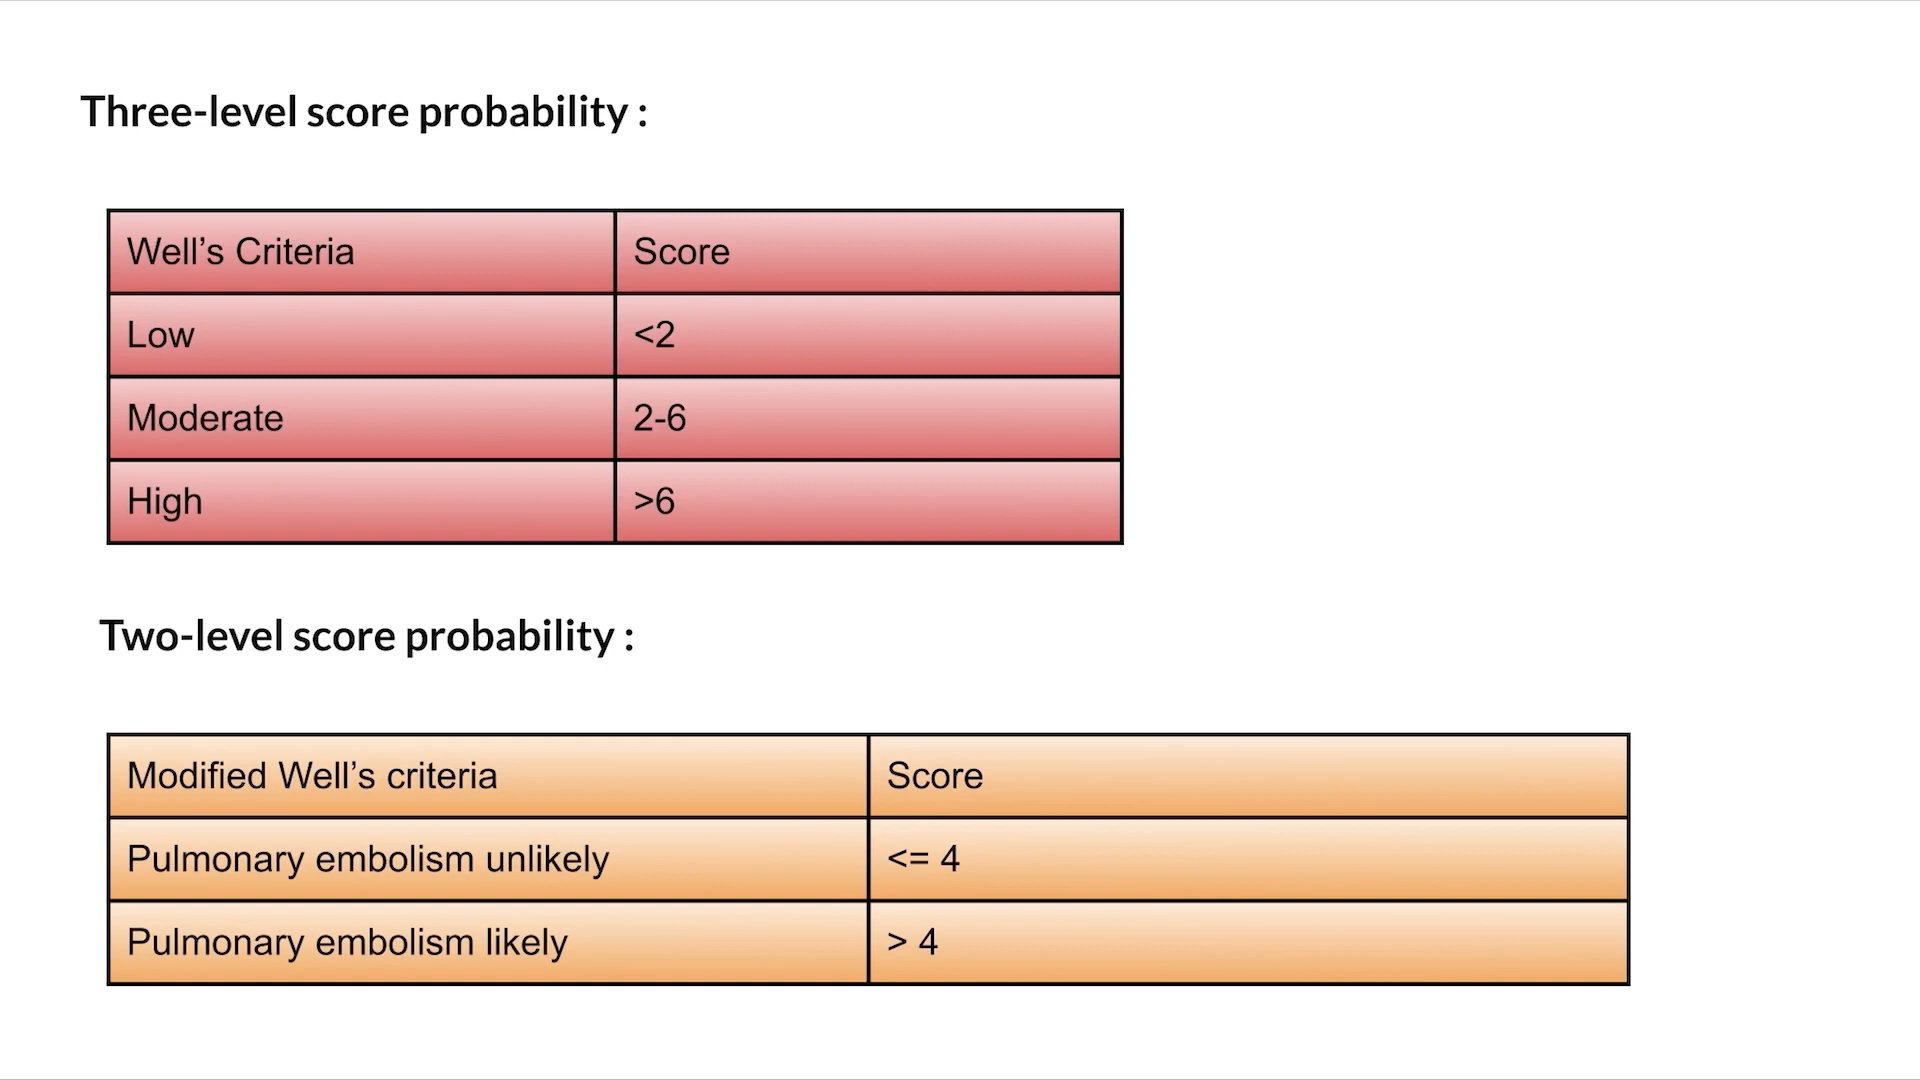 Three-level score probability :
Well’s Criteria Score
Low <2
Moderate 2-6
High >6
Two-level score probability :
Modified Well’s criteria Score
Pulmonary embolism unlikely <= 4
Pulmonary embolism likely > 4